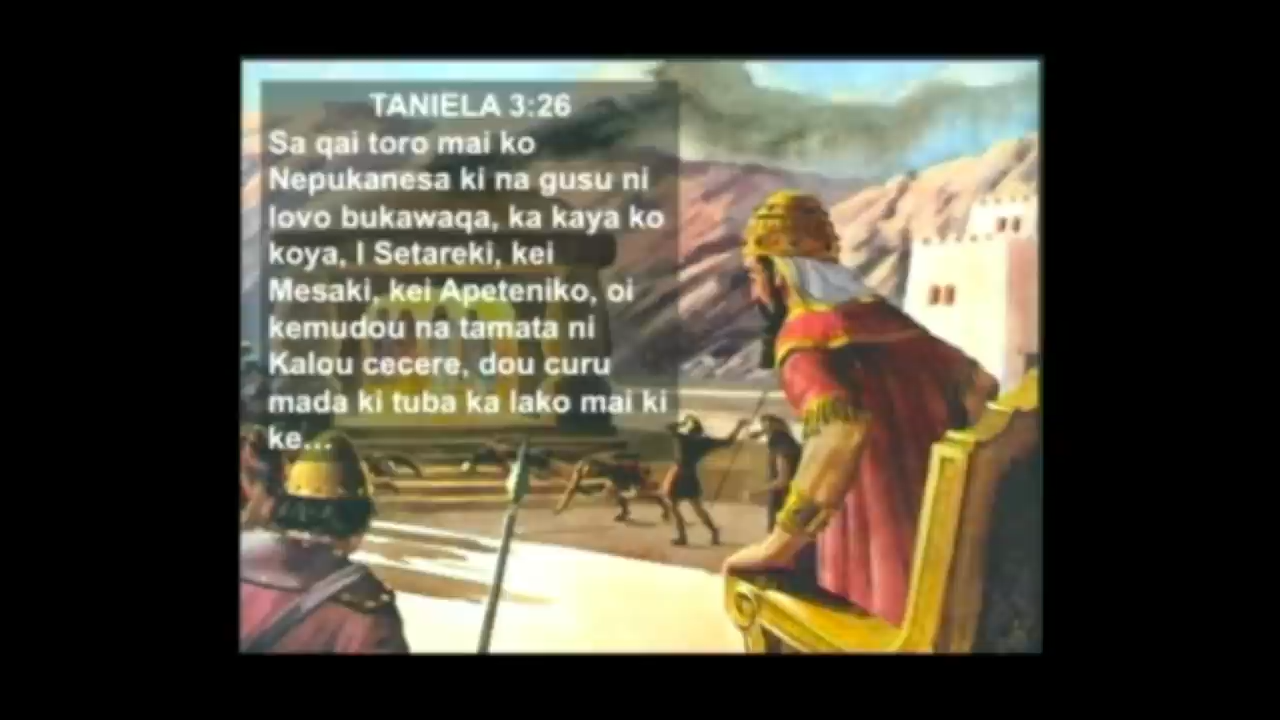 TANIELA 3:26
Sa qai toro mai ko
Nepukanesa ki na gusu ni
lovo bukawaqa, ka kaya ko
koya, I Setareki, kei
Mesaki, kei Apeteniko, oi
kemudou na tamata ni
Kalou cecere, dou curu
mada ki tuba ka lako mai ki
ke...